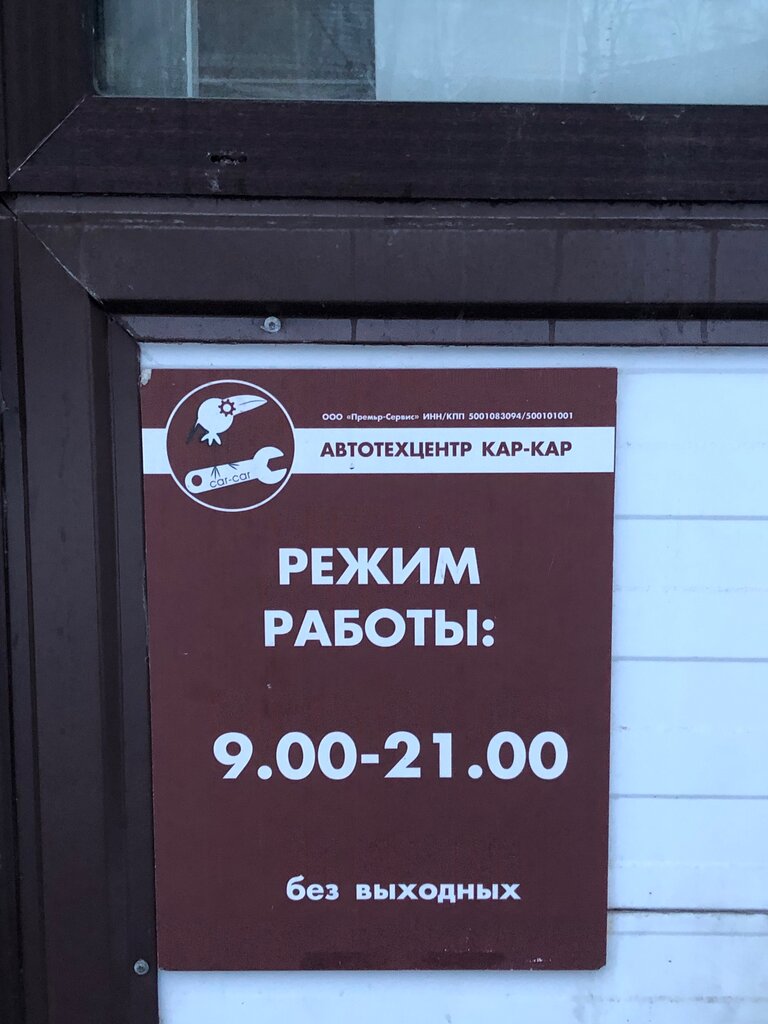 ООО «Премьр-Сервис» ИНН/КПП 5001083094/500101001
АВТОТЕХЦЕНТР КАР-КАР
car-car
РЕЖИМ
РАБОТЫ:
9.00-21.00
без выходных